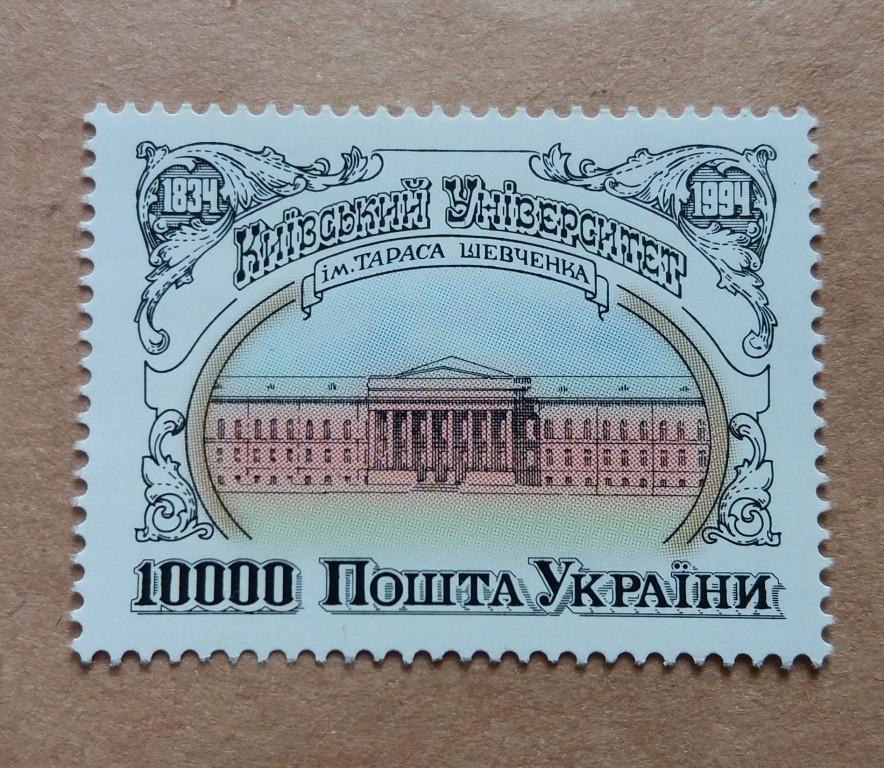 1834
1994
Київський Університет
ім. ТАРАСА ШЕВЧЕНКА
10000 Пошта України